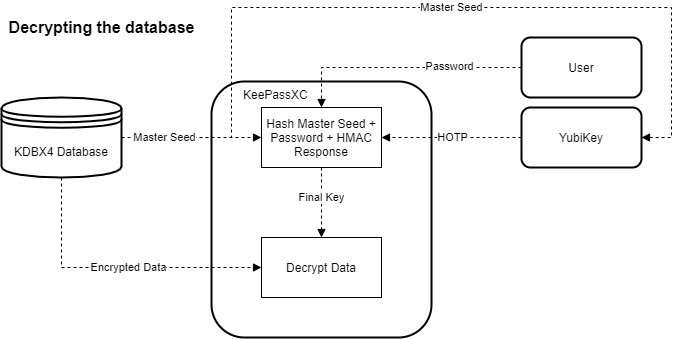 Master Seed
Decrypting the database
Password
User
KeePassXC
Hash Master Seed +
Password + HMAC
Response
Master Seed
HOTP
YubiKey
KDBX4 Database
Final Key
Encrypted Data
Decrypt Data